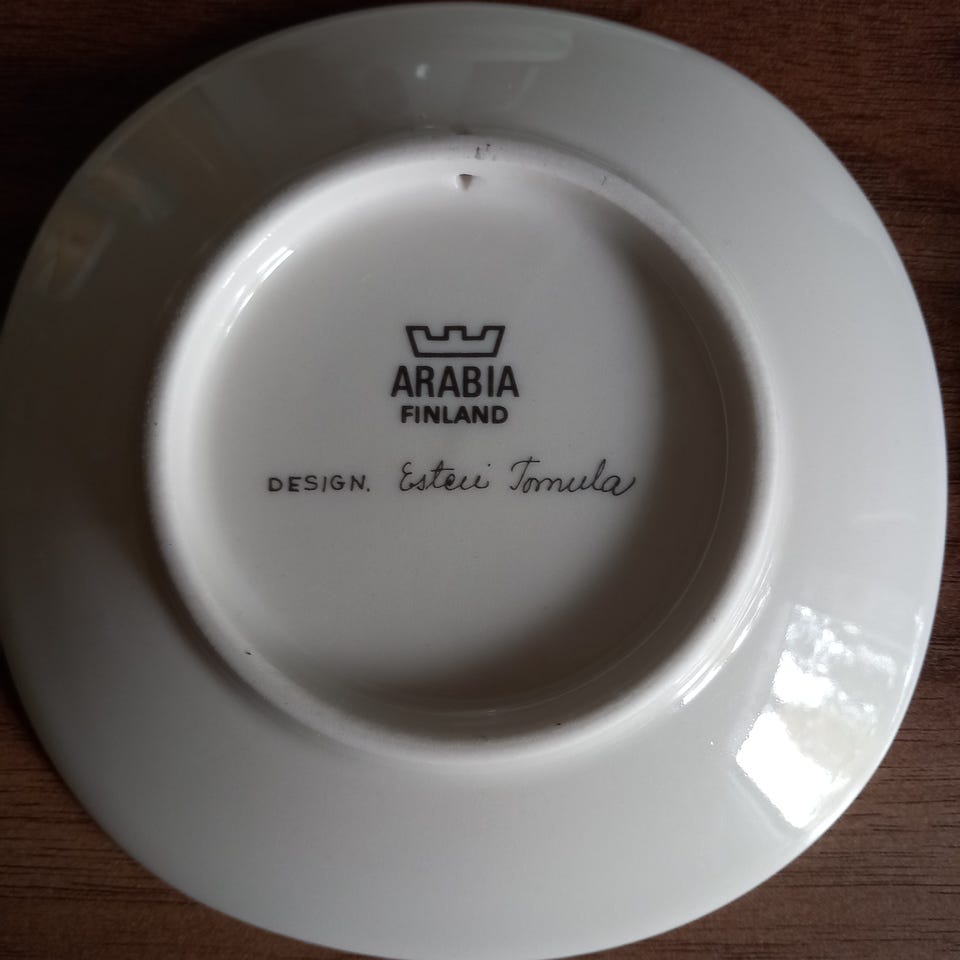 ARABIA
FINLAND
DESIGN. Esteri Tomula